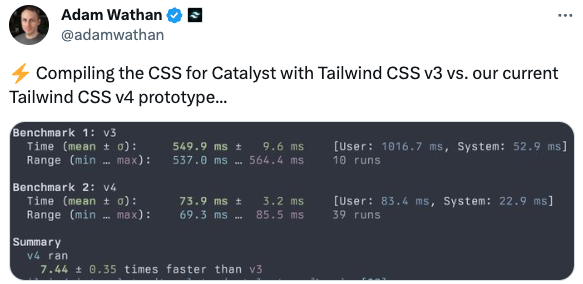 Adam Wathan
@adamwathan
⚡ Compiling the CSS for Catalyst with Tailwind CSS v3 vs. our current
Tailwind CSS v4 prototype...
Benchmark 1: v3
Time (mean ± σ): 549.9 ms ± 9.6 ms [User: 1016.7 ms, System: 52.9 ms]
Range (min … max): 537.0 ms … 564.4 ms 10 runs
Benchmark 2: v4
Time (mean ± σ): 73.9 ms ± 3.2 ms [User: 83.4 ms, System: 22.9 ms]
Range (min … max): 69.3 ms … 85.5 ms 39 runs
Summary
v4 ran
7.44 ± 0.35 times faster than v3